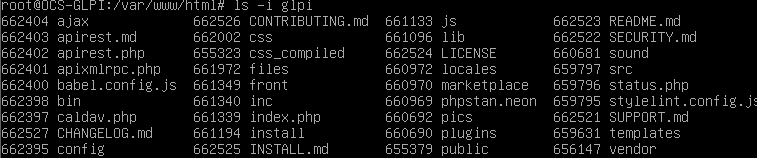 root@OCS-GLPI:/var/www/html# ls -i glpi
662404 ajax 662526 CONTRIBUTING.md 661133 js 662523 README.md
662403 apirest.md 662002 css 661096 lib 662522 SECURITY.md
662402 apirest.php 655323 css_compiled 662524 LICENSE 660681 sound
662401 apixmlrpc.php 661972 files 660972 locales 659797 src
662400 babel.config.js 661349 front 660970 marketplace 659796 status.php
662398 bin 661340 inc 660969 phpstan.neon 659795 stylelint.config.js
662397 caldav.php 661339 index.php 660692 pics 662521 SUPPORT.md
662527 CHANGELOG.md 661194 install 660690 plugins 659631 templates
662395 config 662525 INSTALL.md 655379 public 656147 vendor